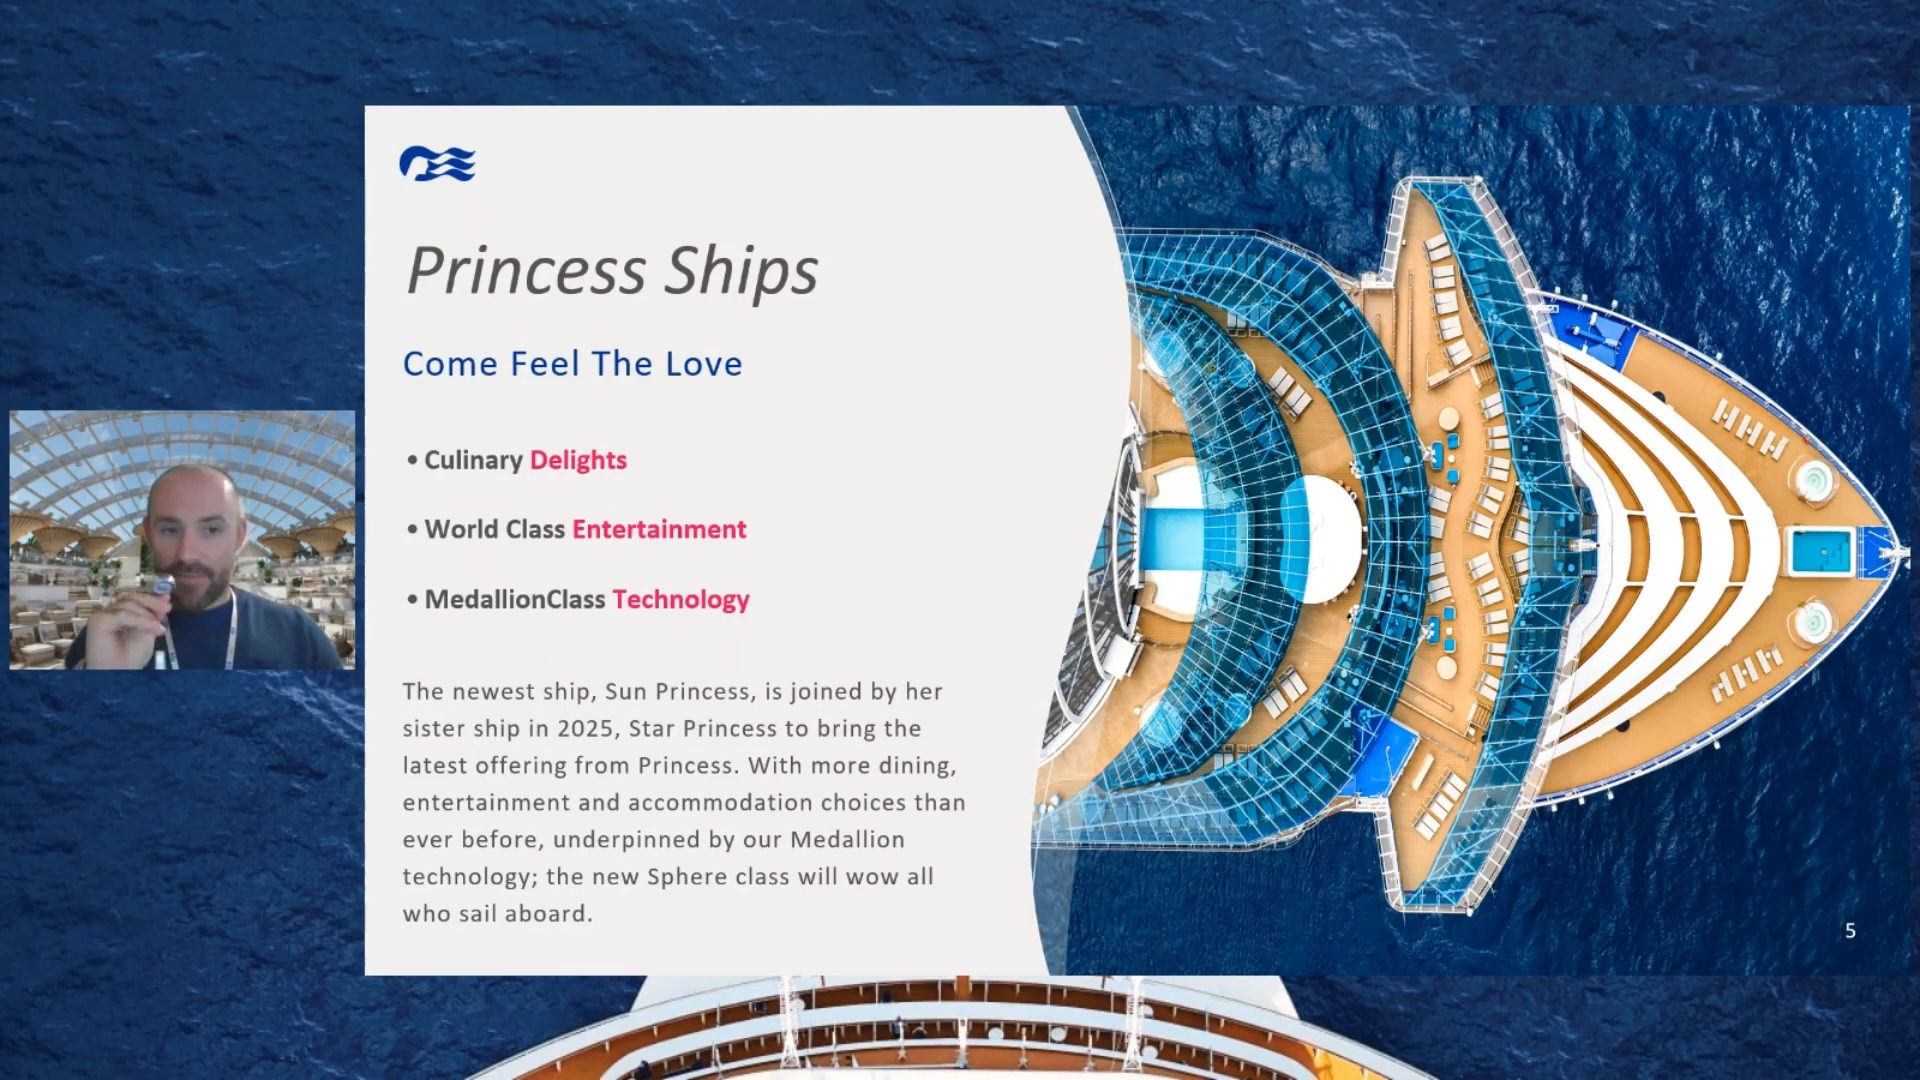 Princess Ships
Come Feel The Love
• Culinary Delights
• World Class Entertainment
• MedallionClass Technology
The newest ship, Sun Princess, is joined by her
sister ship in 2025, Star Princess to bring the
latest offering from Princess. With more dining,
entertainment and accommodation choices than
ever before, underpinned by our Medallion
technology; the new Sphere class will wow all
who sail aboard.
5